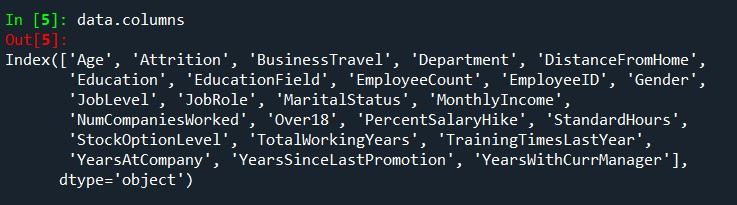 In [5]: data.columns
Out[5]:
Index(['Age', 'Attrition', 'BusinessTravel', 'Department', 'DistanceFromHome',
       'Education', 'EducationField', 'EmployeeCount', 'EmployeeID', 'Gender',
       'JobLevel', 'JobRole', 'MaritalStatus', 'MonthlyIncome',
       'NumCompaniesWorked', 'Over18', 'PercentSalaryHike', 'StandardHours',
       'StockOptionLevel', 'TotalWorkingYears', 'TrainingTimesLastYear',
       'YearsAtCompany', 'YearsSinceLastPromotion', 'YearsWithCurrManager'],
      dtype='object')